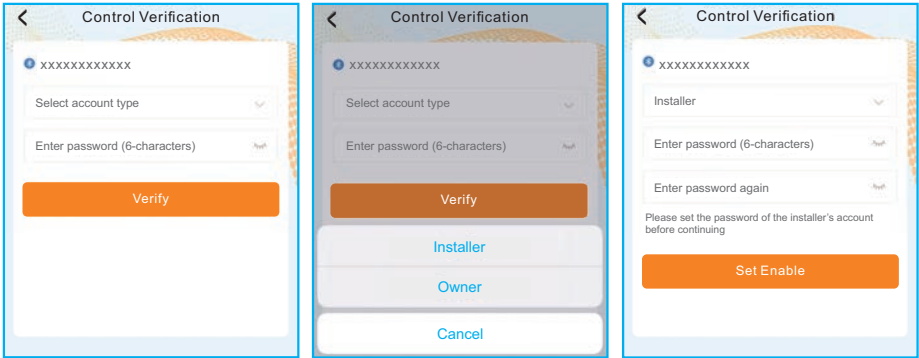 Control Verification
xxxxxxxxxxxx
Select account type
Enter password (6-characters)
Verify
Control Verification
xxxxxxxxxxxx
Select account type
Enter password (6-characters)
Verify
Installer
Owner
Cancel
Control Verification
xxxxxxxxxxxx
Installer
Enter password (6-characters)
Enter password again
Please set the password of the installer's account
before continuing
Set Enable